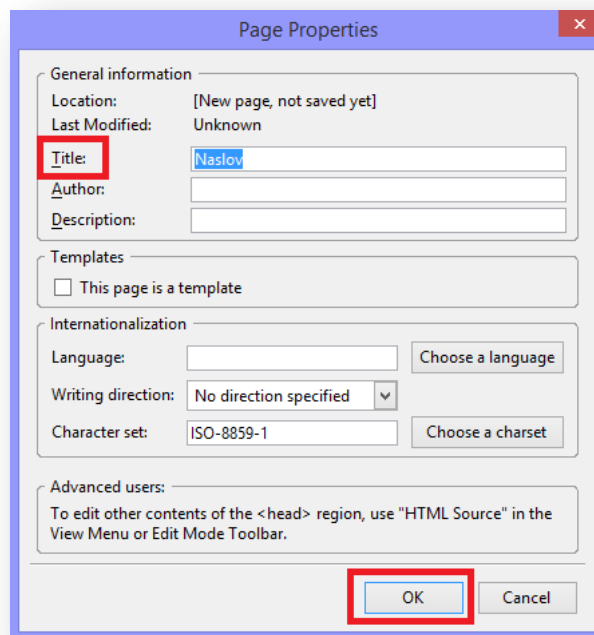 Page Properties
General information
Location: [New page, not saved yet]
Last Modified: Unknown
Title: Naslov
Author:
Description:
Templates
This page is a template
Internationalization
Language: Choose a language
Writing direction: No direction specified
Character set: ISO-8859-1 Choose a charset
Advanced users:
To edit other contents of the <head> region, use "HTML Source" in the
View Menu or Edit Mode Toolbar.
OK Cancel